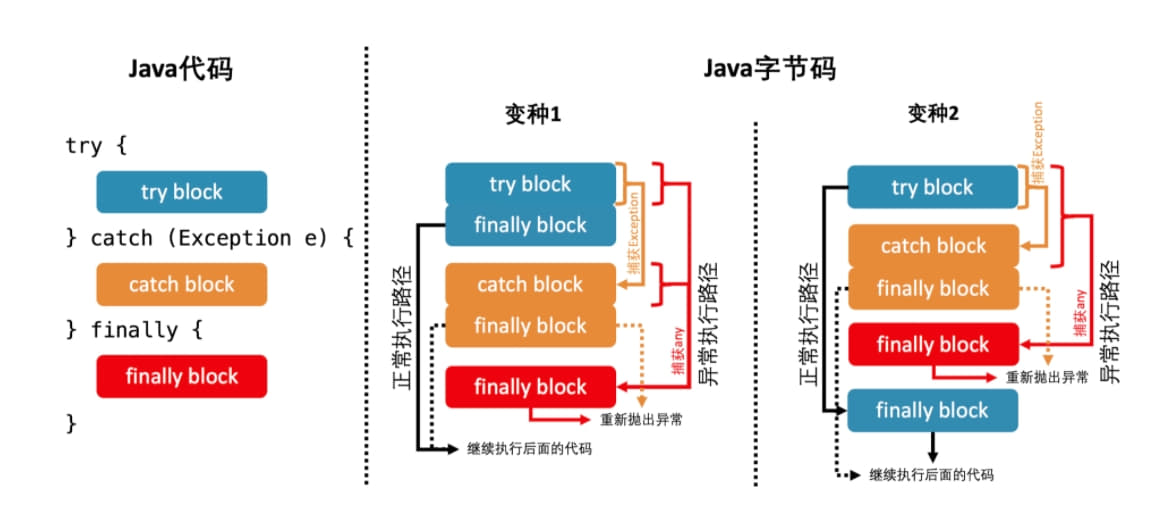 Java代码
try {
try block
} catch (Exception e) {
catch block
} finally {
finally block
}
Java字节码
变种1
try block
finally block
catch block
finally block
finally block
正常执行路径
捕获Exception
捕获any
异常执行路径
重新抛出异常
继续执行后面的代码
变种2
try block
catch block
finally block
finally block
finally block
正常执行路径
捕获Exception
捕获any
异常执行路径
重新抛出异常
继续执行后面的代码